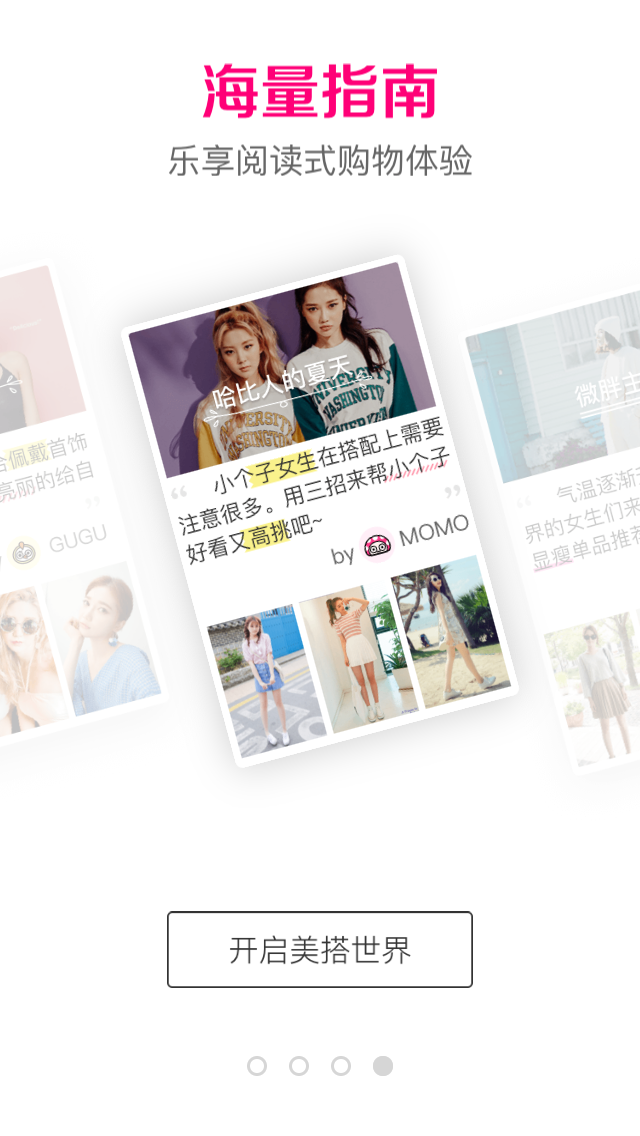 海量指南
乐享阅读式购物体验
哈比人的夏天
小个子女生在搭配上需要
注意很多。用三招来帮小个子
好看又高挑吧~
by MOMO
佩戴首饰
亮丽的给自
GUGU
微胖主
气温逐渐
界的女生们来
显瘦单品推荐
开启美搭世界